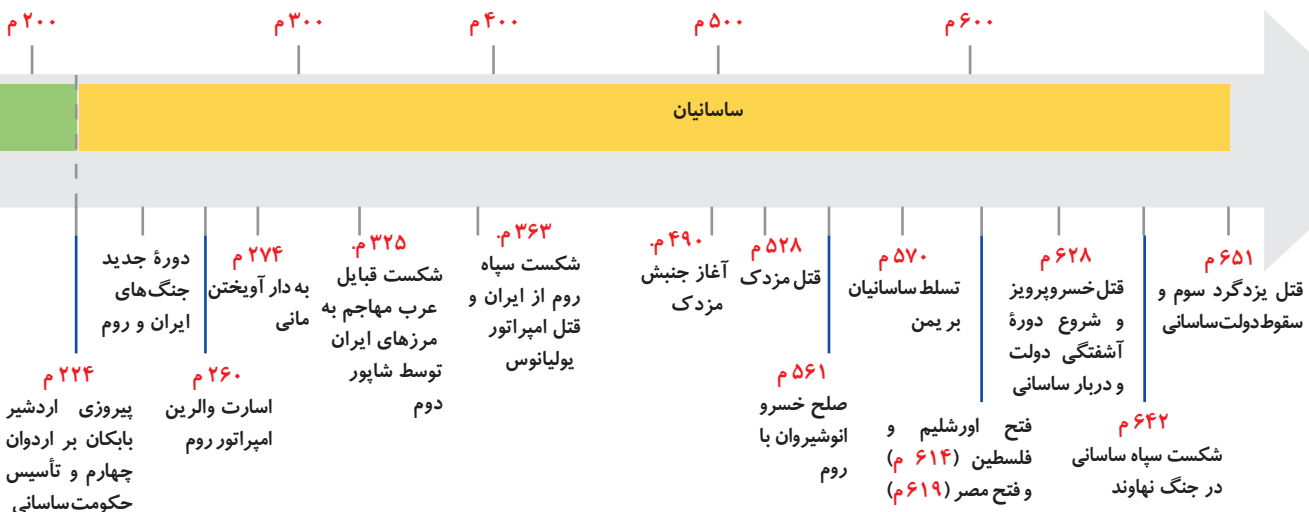 ۲۰۰ م
۳۰۰ م
۴۰۰ م
۵۰۰ م
۶۰۰ م
ساسانیان
۲۲۴ م
پیروزی اردشیر
بابکان بر اردوان
چهارم و تأسیس
حکومت ساسانی
دورهٔ جدید
جنگ‌های
ایران و روم
۲۶۰ م
اسارت والرین
امپراتور روم
۲۷۴ م
به دار آویختن
مانی
۳۲۵ م.
شکست قبایل
عرب مهاجم به
مرزهای ایران
توسط شاپور
دوم
۳۶۳ م.
شکست سپاه
روم از ایران و
قتل امپراتور
یولیانوس
۴۹۰ م.
آغاز جنبش
مزدک
۵۲۸ م
قتل مزدک
۵۶۱ م
صلح خسرو
انوشیروان با
روم
۵۷۰ م
تسلط ساسانیان
بر یمن
فتح اورشلیم و
فلسطین (۶۱۴ م)
و فتح مصر (۶۱۹ م)
۶۲۸ م
قتل خسروپرویز
و شروع دورهٔ
آشفتگی دولت
و دربار ساسانی
۶۴۲ م
شکست سپاه ساسانی
در جنگ نهاوند
۶۵۱ م
قتل یزدگرد سوم و
سقوط دولت ساسانی